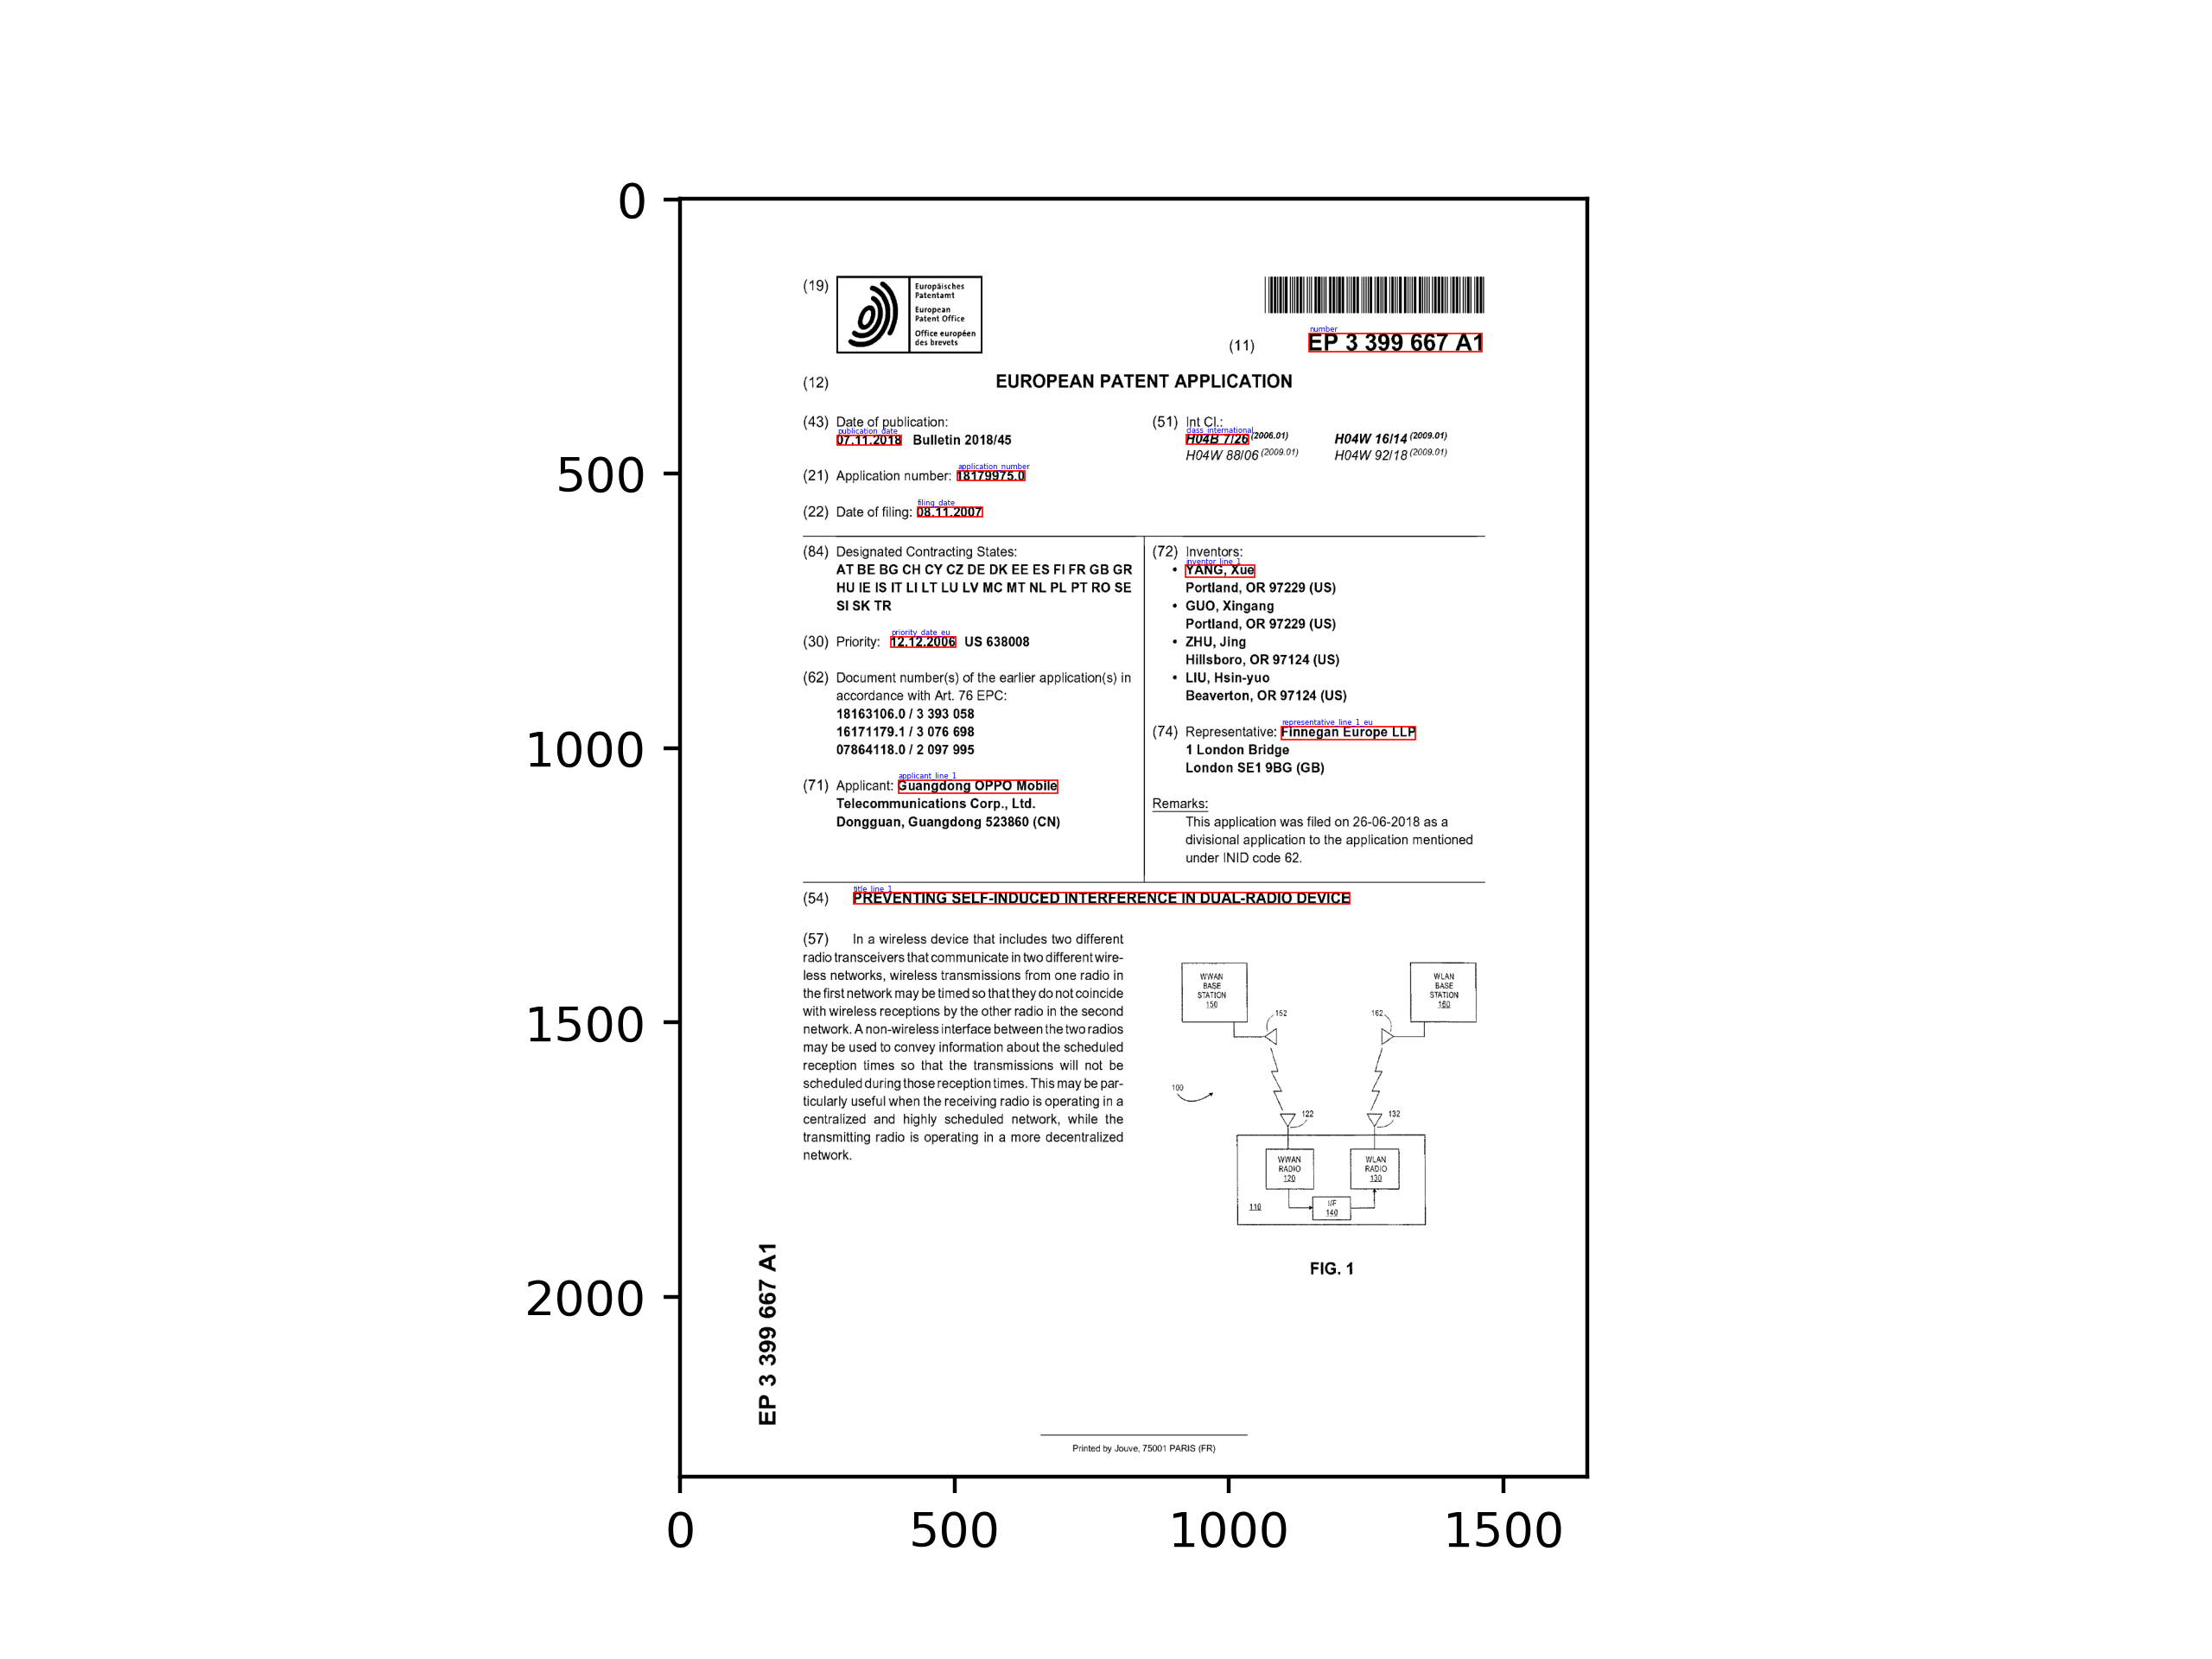 0
500
1000
1500
2000
0
500
1000
1500
(19)
Europäisches
Patentamt
European
Patent Office
Office européen
des brevets
number
(11)
EP 3 399 667 A1
(12)
EUROPEAN PATENT APPLICATION
(43) Date of publication:
publication_date
07.11.2018 Bulletin 2018/45
(21) Application number: 18179975.0
application_number
filing_date
(22) Date of filing: 08.11.2007
(51) Int Cl.:
class_international
H04B 7/26 (2006.01) H04W 16/14 (2009.01)
H04W 88/06 (2009.01) H04W 92/18 (2009.01)
(84) Designated Contracting States:
AT BE BG CH CY CZ DE DK EE ES FI FR GB GR
HU IE IS IT LI LT LU LV MC MT NL PL PT RO SE
SI SK TR
priority_date_eu
(30) Priority: 12.12.2006 US 638008
(62) Document number(s) of the earlier application(s) in
accordance with Art. 76 EPC:
18163106.0 / 3 393 058
16171179.1 / 3 076 698
07864118.0 / 2 097 995
applicant_line_1
(71) Applicant: Guangdong OPPO Mobile
Telecommunications Corp., Ltd.
Dongguan, Guangdong 523860 (CN)
(72) Inventors:
inventor_line_1
• YANG, Xue
Portland, OR 97229 (US)
• GUO, Xingang
Portland, OR 97229 (US)
• ZHU, Jing
Hillsboro, OR 97124 (US)
• LIU, Hsin-yuo
Beaverton, OR 97124 (US)
representative_line_1_eu
(74) Representative: Finnegan Europe LLP
1 London Bridge
London SE1 9BG (GB)
Remarks:
This application was filed on 26-06-2018 as a
divisional application to the application mentioned
under INID code 62.
title_line_1
(54) PREVENTING SELF-INDUCED INTERFERENCE IN DUAL-RADIO DEVICE
(57) In a wireless device that includes two different
radio transceivers that communicate in two different wire-
less networks, wireless transmissions from one radio in
the first network may be timed so that they do not coincide
with wireless receptions by the other radio in the second
network. A non-wireless interface between the two radios
may be used to convey information about the scheduled
reception times so that the transmissions will not be
scheduled during those reception times. This may be par-
ticularly useful when the receiving radio is operating in a
centralized and highly scheduled network, while the
transmitting radio is operating in a more decentralized
network.
WWAN
BASE
STATION
150
WLAN
BASE
STATION
160
152
162
100
122
132
WWAN
RADIO
120
WLAN
RADIO
130
I/F
140
110
FIG. 1
EP 3 399 667 A1
Printed by Jouve, 75001 PARIS (FR)